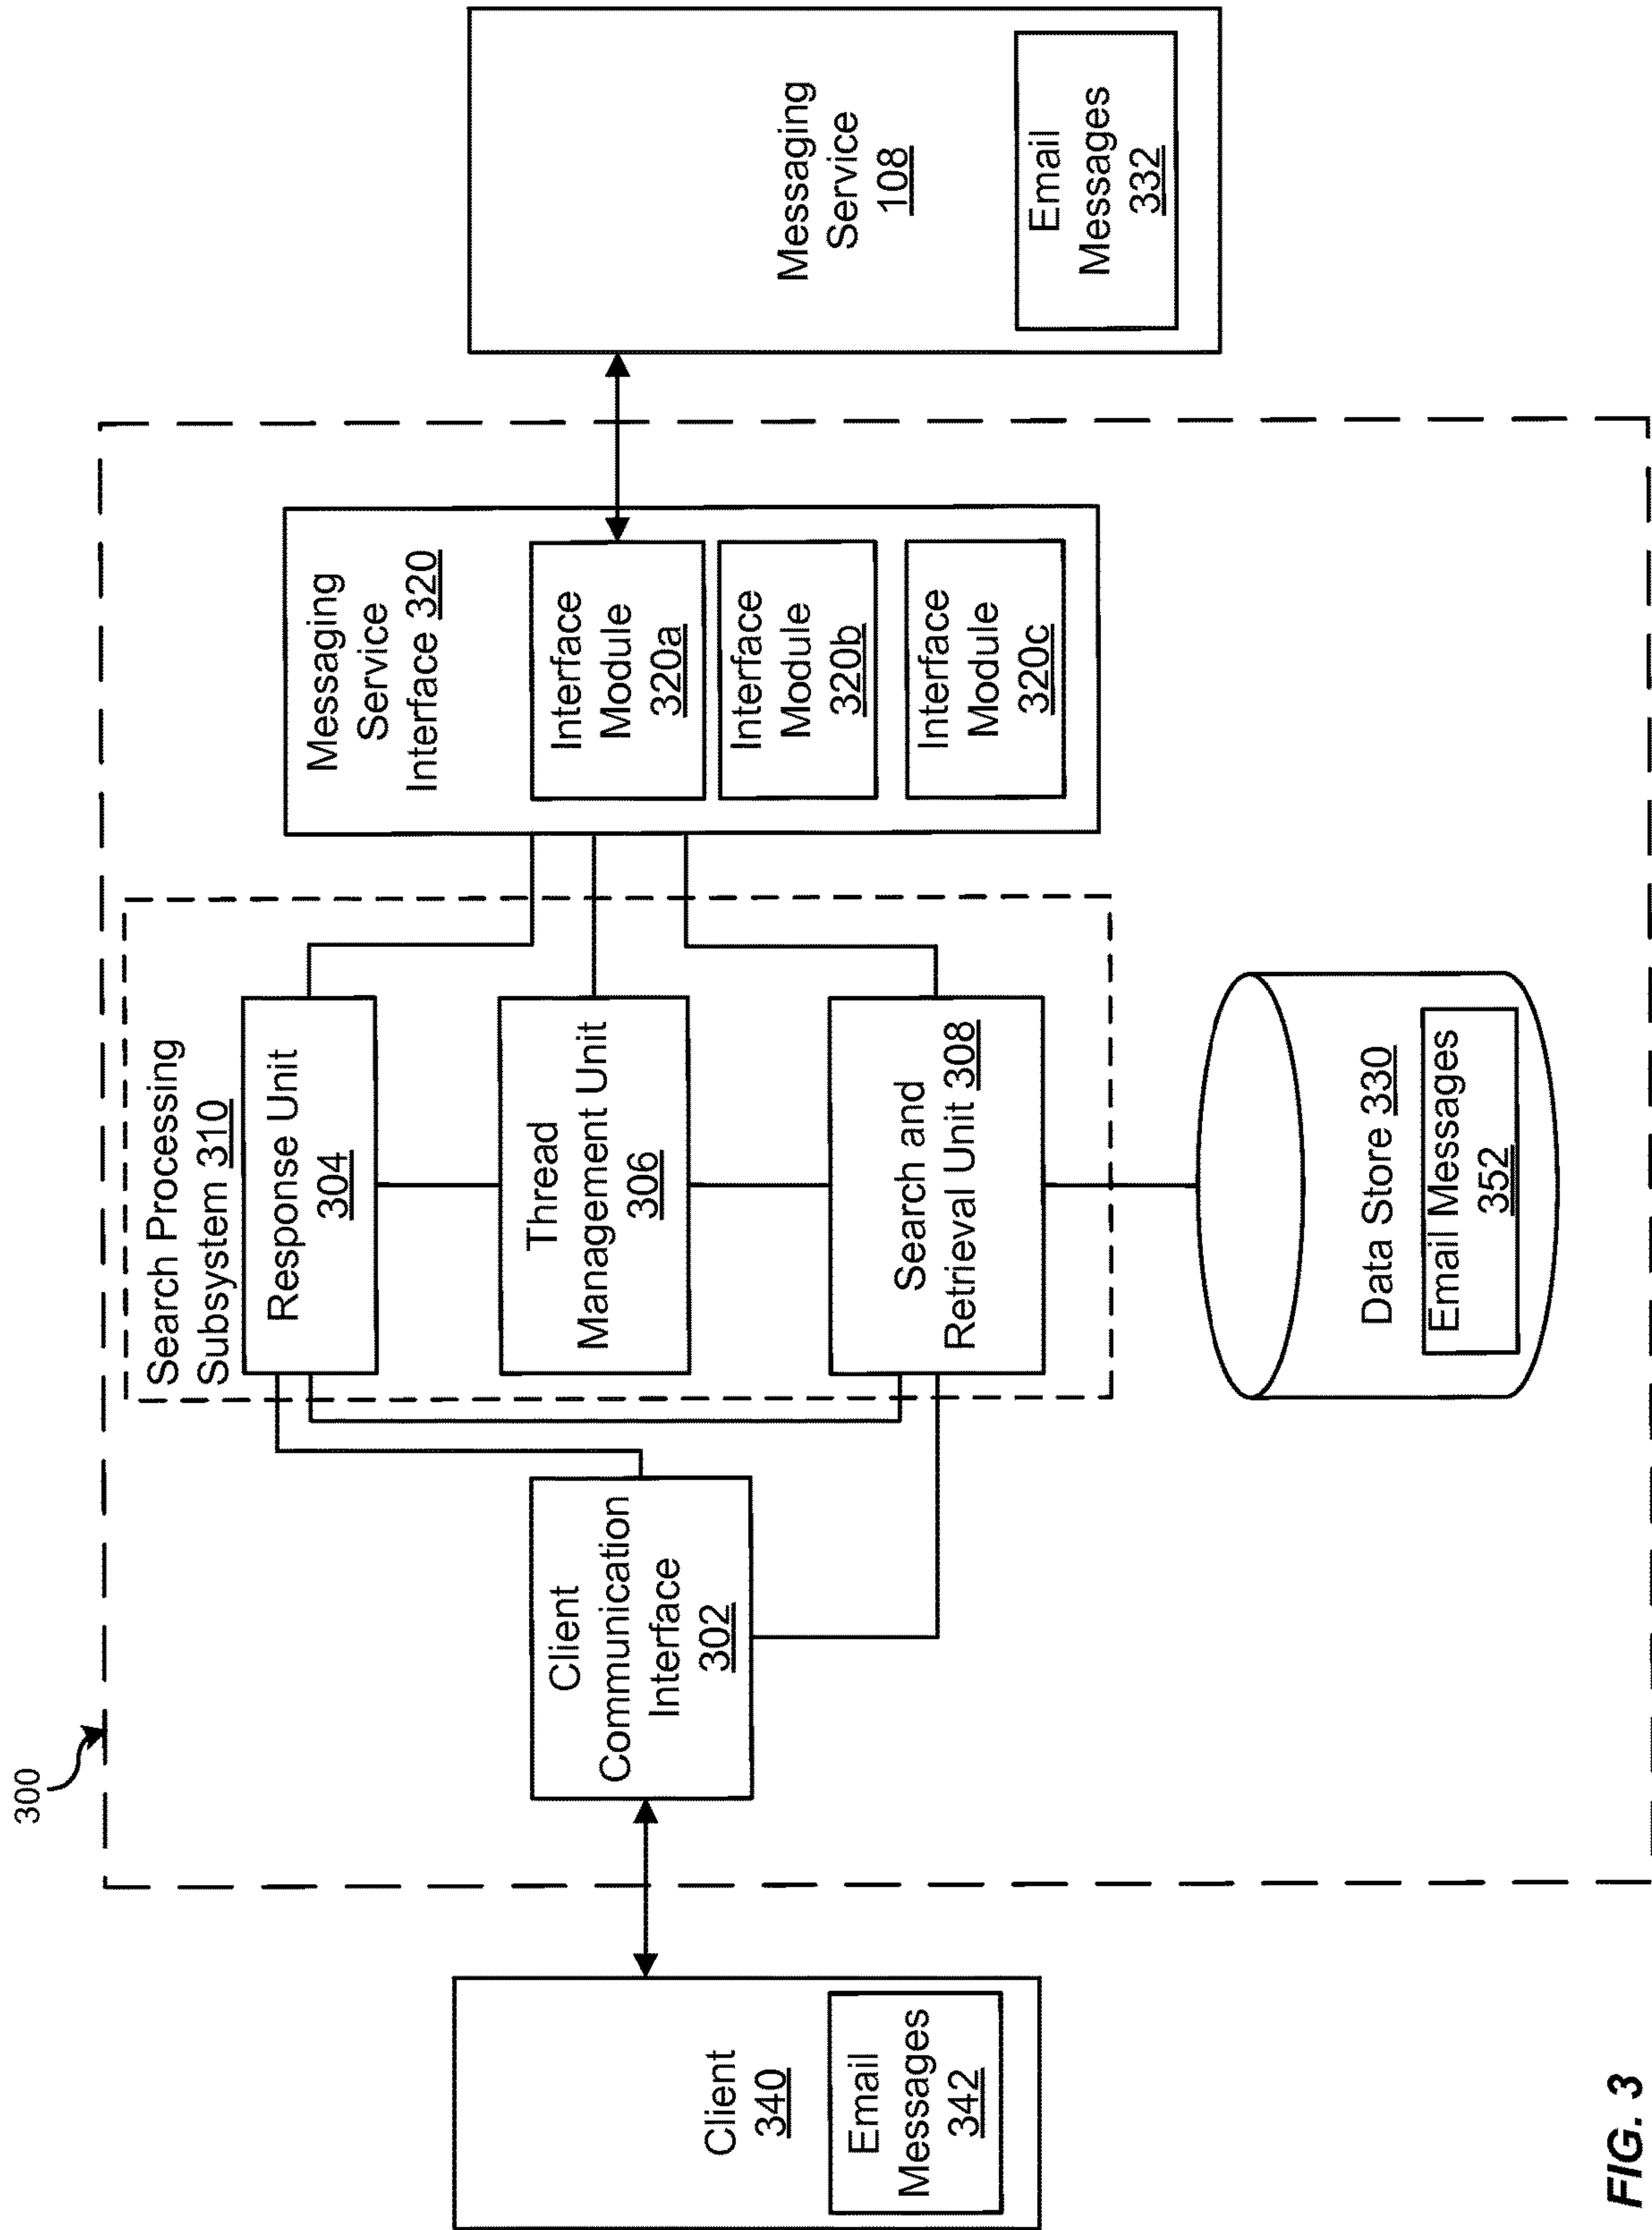 300
Client
340
Email
Messages
342
Client
Communication
Interface
302
Search Processing
Subsystem 310
Response Unit
304
Thread
Management Unit
306
Search and
Retrieval Unit 308
Data Store 330
Email Messages
352
Messaging
Service
Interface 320
Interface
Module
320a
Interface
Module
320b
Interface
Module
320c
Messaging
Service
108
Email
Messages
332
FIG. 3